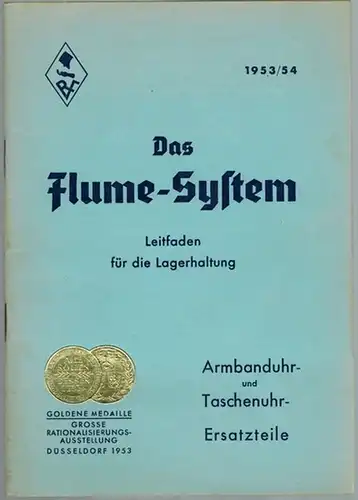 1953/54
Das
Flume-Syſtem
Leitfaden
für die Lagerhaltung
Armbanduhr-
und
Taschenuhr-
Ersatzteile
GOLDENE MEDAILLE
GROSSE
RATIONALISIERUNGS-
AUSSTELLUNG
DÜSSELDORF 1953